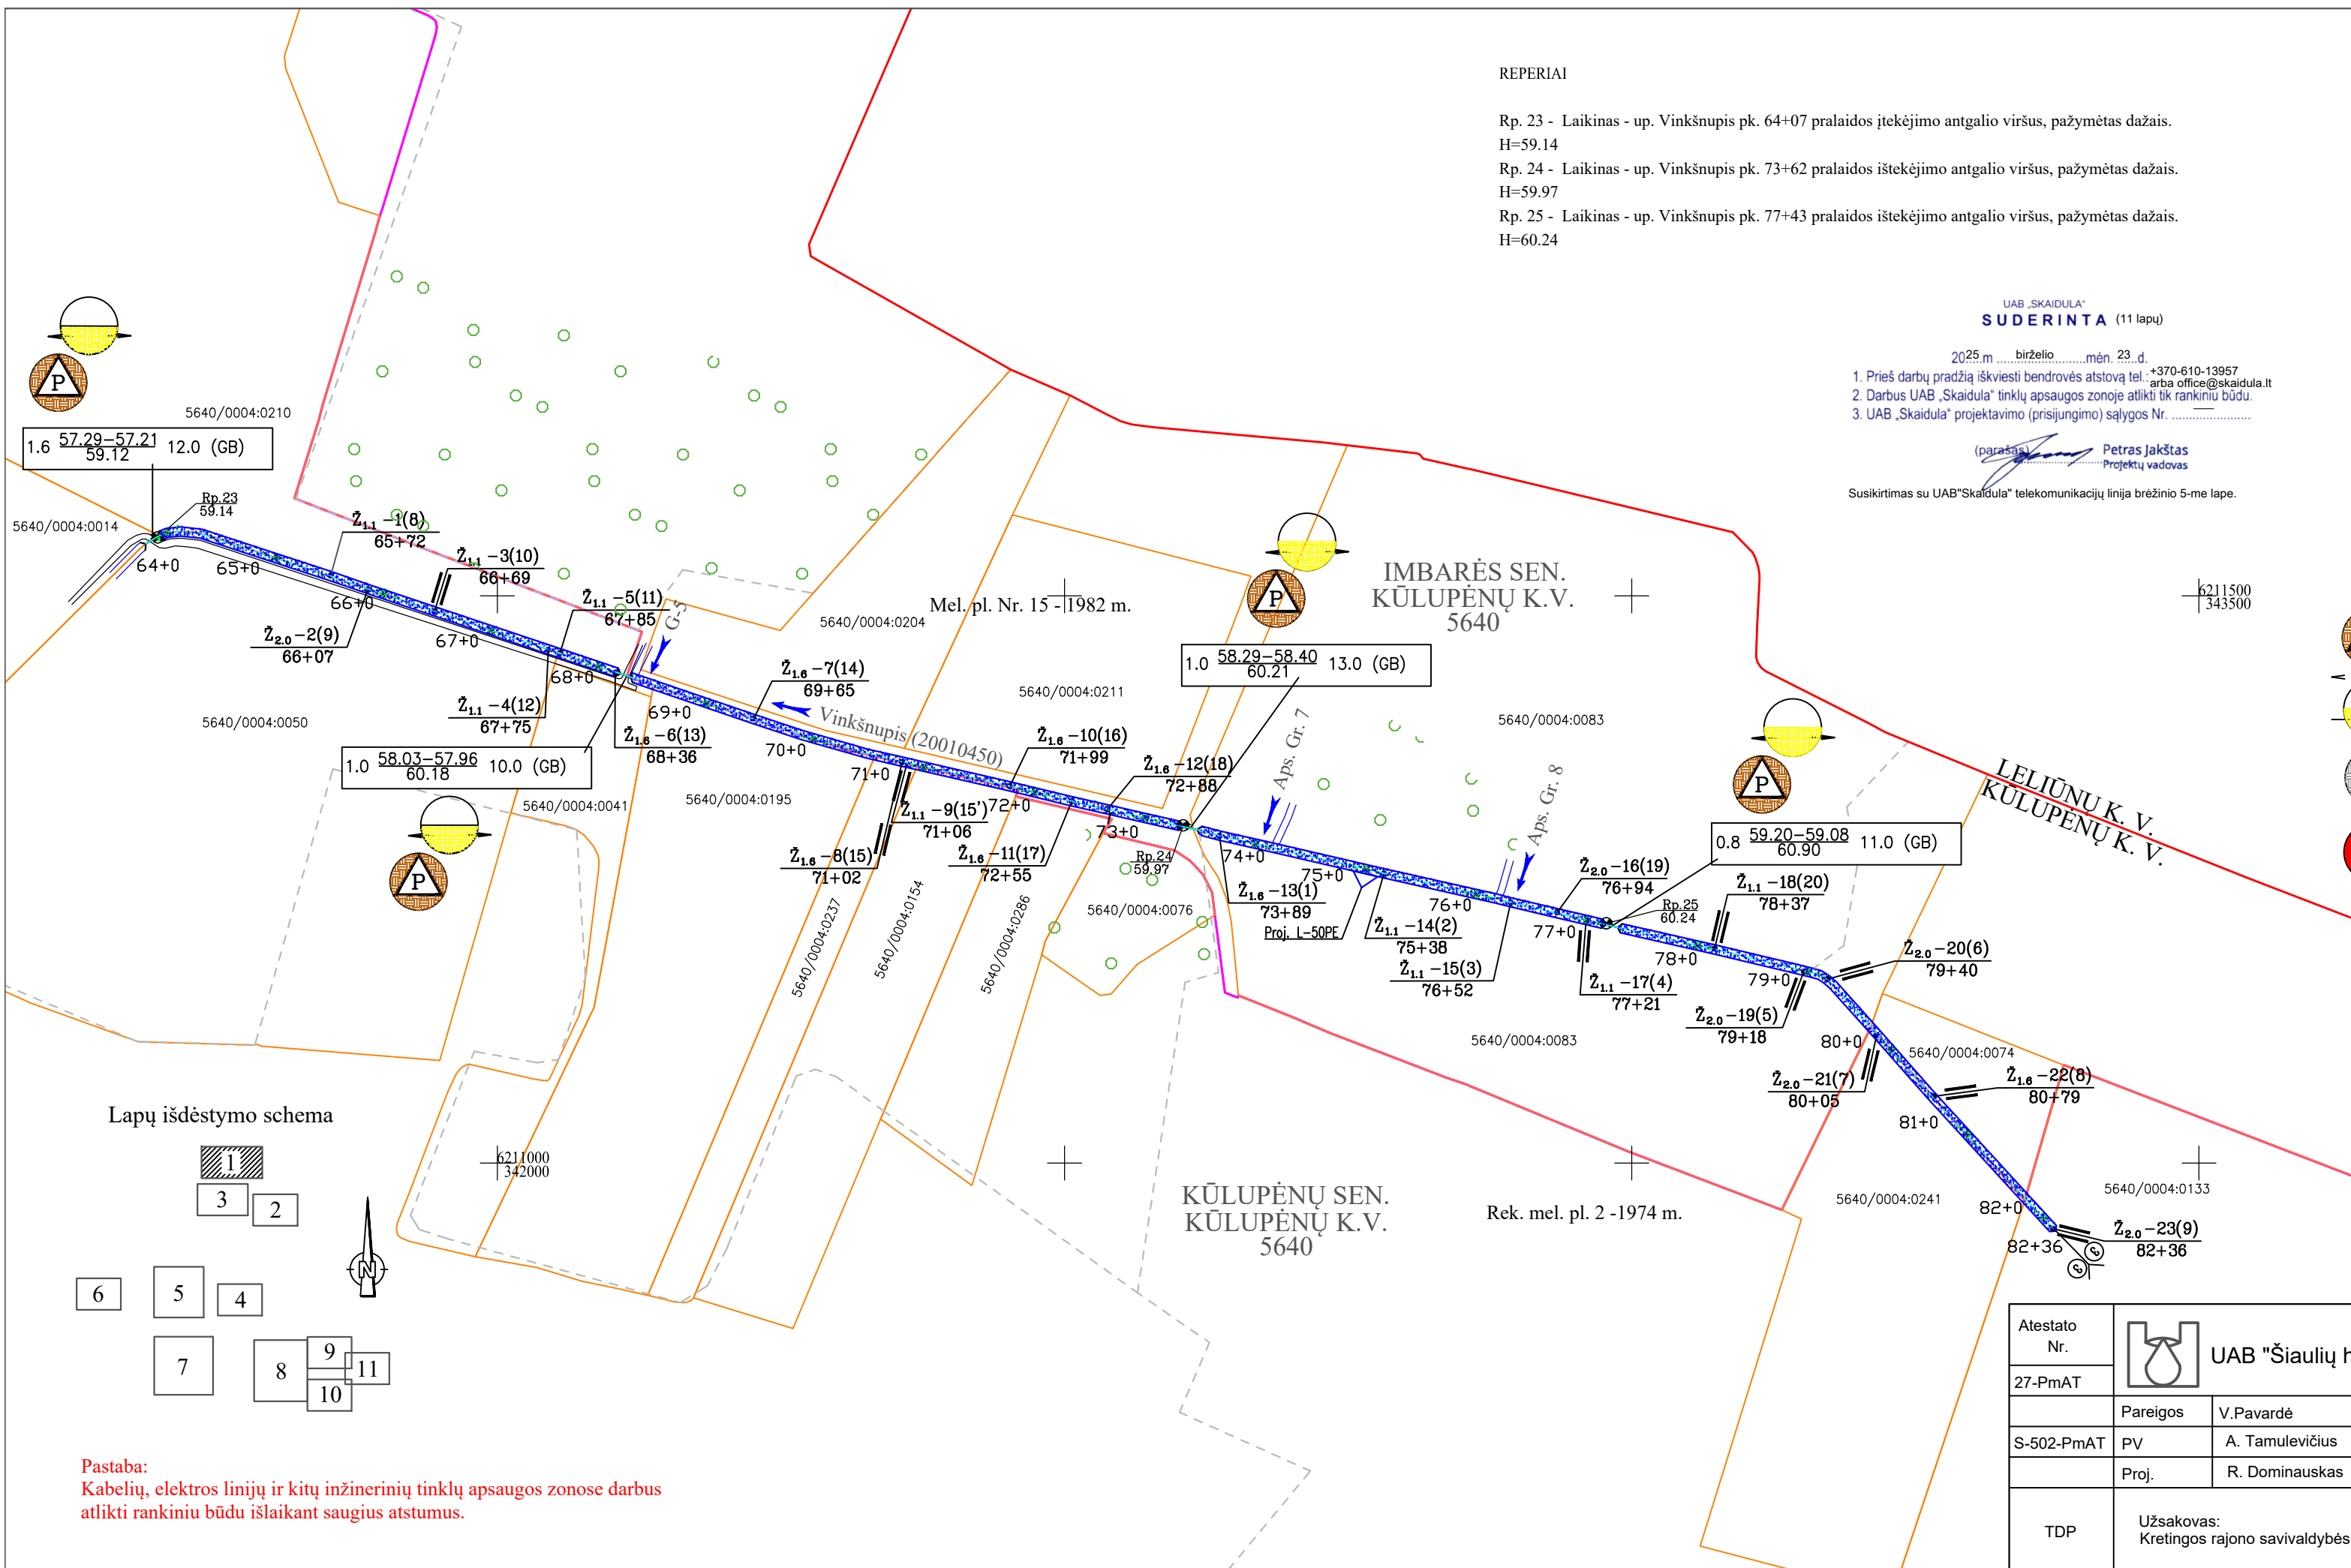 REPERIAI
Rp. 23 - Laikinas - up. Vinkšnupis pk. 64+07 pralaidos įtekėjimo antgalio viršus, pažymėtas dažais.
H=59.14
Rp. 24 - Laikinas - up. Vinkšnupis pk. 73+62 pralaidos ištekėjimo antgalio viršus, pažymėtas dažais.
H=59.97
Rp. 25 - Laikinas - up. Vinkšnupis pk. 77+43 pralaidos ištekėjimo antgalio viršus, pažymėtas dažais.
H=60.24
UAB „SKAIDULA"
SUDERINTA (11 lapų)
2025 m ......birželio.........mėn. 23 d.
1. Prieš darbų pradžią iškviesti bendrovės atstovą tel.: +370-610-13957
arba office@skaidula.lt
2. Darbus UAB „Skaidula" tinklų apsaugos zonoje atlikti tik rankiniu būdu.
3. UAB „Skaidula" projektavimo (prisijungimo) sąlygos Nr. ......................
(parašas) Petras Jakštas
Projektų vadovas
Susikirtimas su UAB"Skaidula" telekomunikacijų linija brėžinio 5-me lape.
P
5640/0004:0210
1.6 57.29-57.21 12.0 (GB)
59.12
Rp.23
59.14
5640/0004:0014
64+0
65+0
Ž1.1 -1(8)
65+72
Ž1.1 -3(10)
66+69
66+0
Ž2.0 -2(9)
66+07
67+0
Ž1.1 -5(11)
67+85
G-5
68+0
Ž1.1 -4(12)
67+75
5640/0004:0050
1.0 58.03-57.96 10.0 (GB)
60.18
P
5640/0004:0041
Ž1.6 -6(13)
68+36
69+0
Ž1.6 -7(14)
69+65
Mel. pl. Nr. 15 - 1982 m.
5640/0004:0204
5640/0004:0211
Vinkšnupis (20010450)
70+0
71+0
5640/0004:0195
Ž1.6 -10(16)
71+99
Ž1.1 -9(15')
71+06
Ž1.6 -8(15)
71+02
72+0
Ž1.6 -11(17)
72+55
Ž1.6 -12(18)
72+88
73+0
Rp.24
59.97
5640/0004:0237
5640/0004:0154
5640/0004:0286
5640/0004:0076
P
IMBARĖS SEN.
KŪLUPĖNŲ K.V.
5640
6211500
343500
1.0 58.29-58.40 13.0 (GB)
60.21
5640/0004:0083
Aps. Gr. 7
Aps. Gr. 8
74+0
Ž1.6 -13(1)
73+89
Proj. L-50PE
75+0
Ž1.1 -14(2)
75+38
76+0
Ž1.1 -15(3)
76+52
Ž2.0 -16(19)
76+94
77+0
Rp.25
60.24
Ž1.1 -17(4)
77+21
P
0.8 59.20-59.08 11.0 (GB)
60.90
LELIŪNŲ K. V.
KŪLUPĖNŲ K. V.
Ž1.1 -18(20)
78+37
78+0
79+0
Ž2.0 -20(6)
79+40
Ž2.0 -19(5)
79+18
5640/0004:0083
80+0
5640/0004:0074
Ž2.0 -21(7)
80+05
Ž1.6 -22(8)
80+79
81+0
5640/0004:0241
5640/0004:0133
82+0
Ž2.0 -23(9)
82+36
82+36
3
3
Lapų išdėstymo schema
1
3
2
6
5
4
7
8
9
10
11
N
6211000
342000
KŪLUPĖNŲ SEN.
KŪLUPĖNŲ K.V.
5640
Rek. mel. pl. 2 -1974 m.
Pastaba:
Kabelių, elektros linijų ir kitų inžinerinių tinklų apsaugos zonose darbus
atlikti rankiniu būdu išlaikant saugius atstumus.
Atestato
Nr.
27-PmAT
UAB "Šiaulių h
Pareigos V.Pavardė
S-502-PmAT PV A. Tamulevičius
Proj. R. Dominauskas
TDP
Užsakovas:
Kretingos rajono savivaldybės